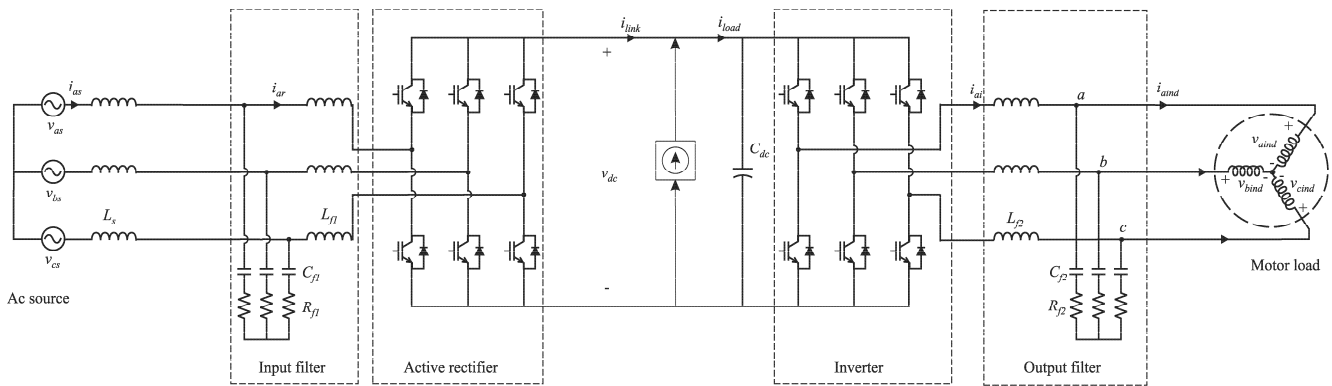 i_as
v_as
v_bs
L_s
v_cs
Ac source
i_ar
L_f1
C_f1
R_f1
Input filter
Active rectifier
i_link
i_load
+
v_dc
-
C_dc
Inverter
i_ai
a
i_aind
b
L_f2
c
C_f2
R_f2
Output filter
+
v_aind
-
+
v_bind
-
-
v_cind
+
Motor load